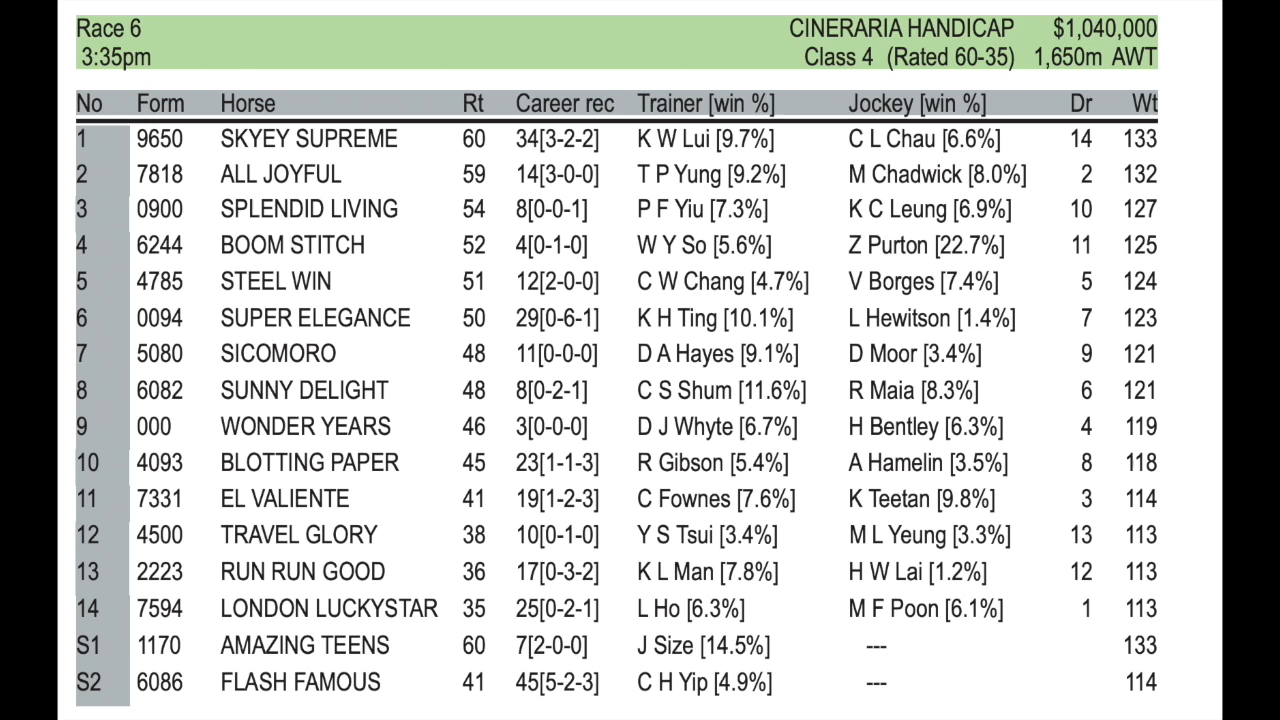 Race 6 CINERARIA HANDICAP $1,040,000
3:35pm Class 4 (Rated 60-35) 1,650m AWT
No Form Horse Rt Career rec Trainer [win %] Jockey [win %] Dr Wt
1 9650 SKYEY SUPREME 60 34[3-2-2] K W Lui [9.7%] C L Chau [6.6%] 14 133
2 7818 ALL JOYFUL 59 14[3-0-0] T P Yung [9.2%] M Chadwick [8.0%] 2 132
3 0900 SPLENDID LIVING 54 8[0-0-1] P F Yiu [7.3%] K C Leung [6.9%] 10 127
4 6244 BOOM STITCH 52 4[0-1-0] W Y So [5.6%] Z Purton [22.7%] 11 125
5 4785 STEEL WIN 51 12[2-0-0] C W Chang [4.7%] V Borges [7.4%] 5 124
6 0094 SUPER ELEGANCE 50 29[0-6-1] K H Ting [10.1%] L Hewitson [1.4%] 7 123
7 5080 SICOMORO 48 11[0-0-0] D A Hayes [9.1%] D Moor [3.4%] 9 121
8 6082 SUNNY DELIGHT 48 8[0-2-1] C S Shum [11.6%] R Maia [8.3%] 6 121
9 000 WONDER YEARS 46 3[0-0-0] D J Whyte [6.7%] H Bentley [6.3%] 4 119
10 4093 BLOTTING PAPER 45 23[1-1-3] R Gibson [5.4%] A Hamelin [3.5%] 8 118
11 7331 EL VALIENTE 41 19[1-2-3] C Fownes [7.6%] K Teetan [9.8%] 3 114
12 4500 TRAVEL GLORY 38 10[0-1-0] Y S Tsui [3.4%] M L Yeung [3.3%] 13 113
13 2223 RUN RUN GOOD 36 17[0-3-2] K L Man [7.8%] H W Lai [1.2%] 12 113
14 7594 LONDON LUCKYSTAR 35 25[0-2-1] L Ho [6.3%] M F Poon [6.1%] 1 113
S1 1170 AMAZING TEENS 60 7[2-0-0] J Size [14.5%] --- 133
S2 6086 FLASH FAMOUS 41 45[5-2-3] C H Yip [4.9%] --- 114